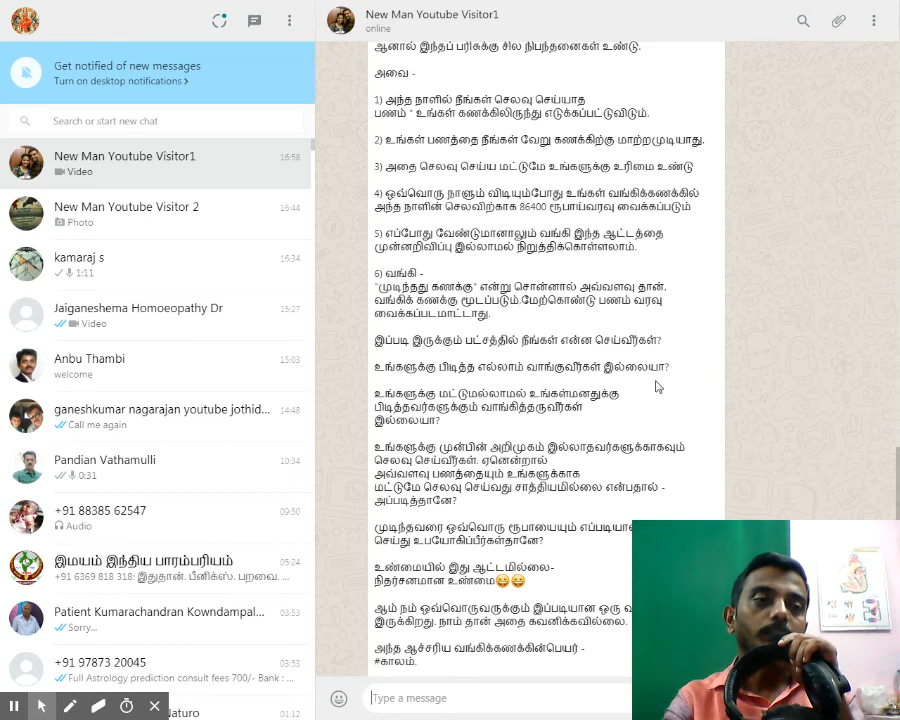 New Man Youtube Visitor1
online
Get notified of new messages
Turn on desktop notifications >
Search or start new chat
New Man Youtube Visitor1
16:58
Video
New Man Youtube Visitor 2
16:44
Photo
kamaraj s
16:34
1:11
Jaiganeshema Homoeopathy Dr
15:27
Video
Anbu Thambi
15:03
welcome
ganeshkumar nagarajan youtube jothid...
14:48
Call me again
Pandian Vathamulli
10:34
0:31
+91 88385 62547
09:50
Audio
இமயம் இந்திய பாரம்பரியம்
05:24
+91 6369 818 318: இதுதான். பீனிக்ஸ். பறவை. ...
Patient Kumarachandran Kowndampal...
03:53
Sorry...
+91 97873 20045
03:53
Full Astrology prediction consult fees 700/- Bank : ...
Naturo
01:12
ஆனால் இந்தப் பரிசுக்கு சில நிபந்தனைகள் உண்டு.
அவை -
1) அந்த நாளில் நீங்கள் செலவு செய்யாத
பணம் " உங்கள் கணக்கிலிருந்து எடுக்கப்பட்டுவிடும்.
2) உங்கள் பணத்தை நீங்கள் வேறு கணக்கிற்கு மாற்றமுடியாது.
3) அதை செலவு செய்ய மட்டுமே உங்களுக்கு உரிமை உண்டு
4) ஒவ்வொரு நாளும் விடியும்போது உங்கள் வங்கிக்கணக்கில்
அந்த நாளின் செலவிற்காக 86400 ரூபாய்வரவு வைக்கப்படும்
5) எப்போது வேண்டுமானாலும் வங்கி இந்த ஆட்டத்தை
முன்னறிவிப்பு இல்லாமல் நிறுத்திக்கொள்ளலாம்.
6) வங்கி -
"முடிந்தது கணக்கு" என்று சொன்னால் அவ்வளவு தான்.
வங்கிக் கணக்கு மூடப்படும்.மேற்கொண்டு பணம் வரவு
வைக்கப்படமாட்டாது.
இப்படி இருக்கும் பட்சத்தில் நீங்கள் என்ன செய்வீர்கள்?
உங்களுக்கு பிடித்த எல்லாம் வாங்குவீர்கள் இல்லையா?
உங்களுக்கு மட்டுமல்லாமல் உங்கள்மனதுக்கு
பிடித்தவர்களுக்கும் வாங்கித்தருவீர்கள்
இல்லையா?
உங்களுக்கு முன்பின் அறிமுகம் இல்லாதவர்களுக்காகவும்
செலவு செய்வீர்கள். ஏனென்றால்
அவ்வளவு பணத்தையும் உங்களுக்காக
மட்டுமே செலவு செய்வது சாத்தியமில்லை என்பதால் -
அப்படித்தானே?
முடிந்தவரை ஒவ்வொரு ரூபாயையும்
செய்து உபயோகிப்பீர்கள்தானே?
உண்மையில் இது ஆட்டமில்லை-
நிதர்சனமான உண்மை😄😄
ஆம் நம் ஒவ்வொருவருக்கும் இப்படியான ஒரு
இருக்கிறது. நாம் தான் அதை கவனிக்கவில்லை.
அந்த ஆச்சரிய வங்கிக்கணக்கின்பெயர் -
#காலம்.
Type a message